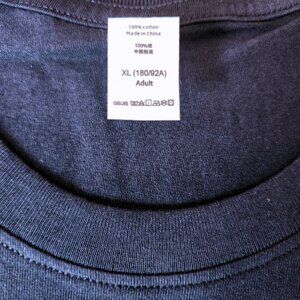 100% cotton
Made in China
100%棉
中国制造
XL (180/92A)
Adult